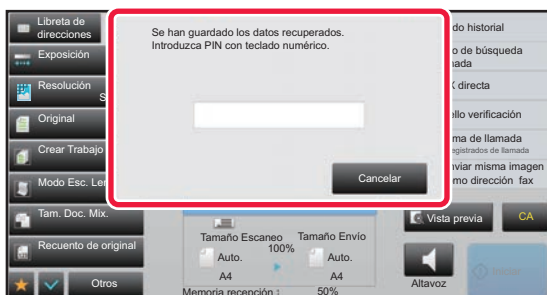 Libreta de
direcciones
Exposición
Resolución
S
Original
Crear Trabajo
Modo Esc. Len
Tam. Doc. Mix.
Recuento de original
Otros
Se han guardado los datos recuperados.
Introduzca PIN con teclado numérico.
Cancelar
do historial
o de búsqueda
nada
X directa
ello verificación
ma de llamada
egistrados de llamada
nviar misma imagen
mo dirección fax
Vista previa
CA
Tamaño Escaneo
Tamaño Envío
100%
Auto.
Auto.
A4
A4
Memoria recepción :
50%
Altavoz